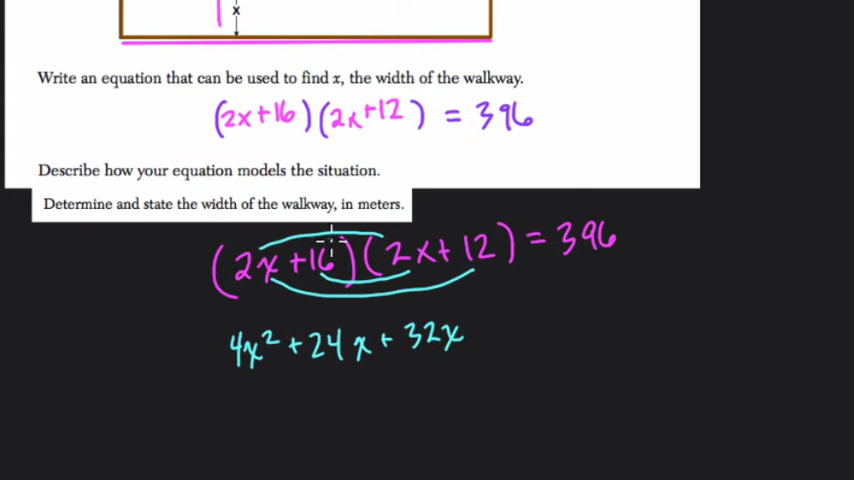 x
Write an equation that can be used to find x, the width of the walkway.
(2x+16)(2x+12) = 396
Describe how your equation models the situation.
Determine and state the width of the walkway, in meters.
(2x+16)(2x+12) = 396
4x² + 24x + 32x